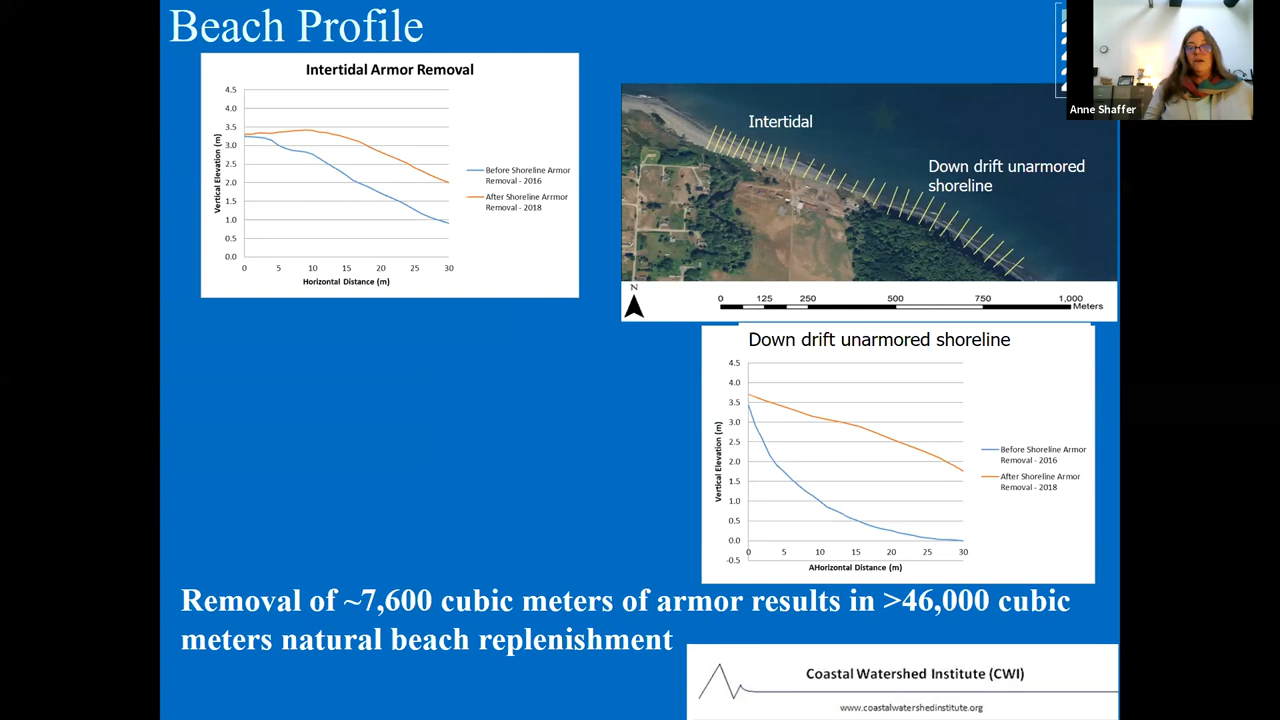 Beach Profile
Intertidal Armor Removal
4.5
4.0
3.5
3.0
2.5
2.0
1.5
1.0
0.5
0.0
Vertical Elevation (m)
0 5 10 15 20 25 30
Horizontal Distance (m)
Before Shoreline Armor
Removal - 2016
After Shoreline Armor
Removal - 2018
Intertidal
Down drift unarmored
shoreline
N
0 125 250 500 750 1,000
Meters
Anne Shaffer
Down drift unarmored shoreline
4.5
4.0
3.5
3.0
2.5
2.0
1.5
1.0
0.5
0.0
-0.5
Vertical Elevation (m)
0 5 10 15 20 25 30
AHorizontal Distance (m)
Before Shoreline Armor
Removal - 2016
After Shoreline Armor
Removal - 2018
Removal of ~7,600 cubic meters of armor results in >46,000 cubic
meters natural beach replenishment
Coastal Watershed Institute (CWI)
www.coastalwatershedinstitute.org